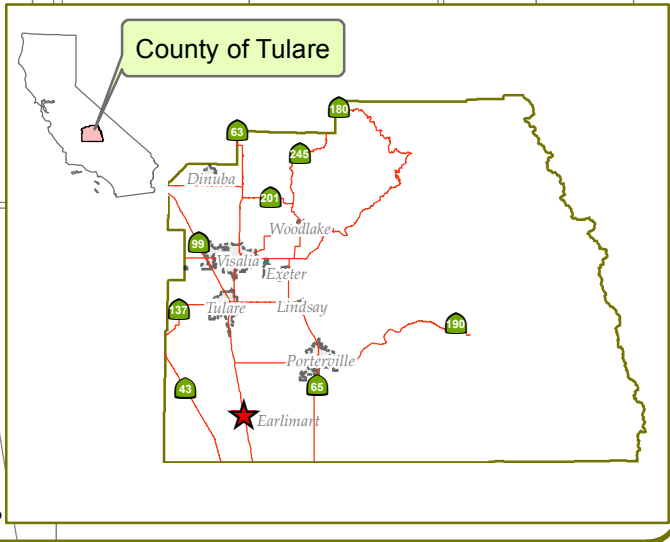 County of Tulare
180
63
245
Dinuba
201
Woodlake
99
Visalia
Exeter
137
Tulare
Lindsay
190
Porterville
43
65
Earlimart